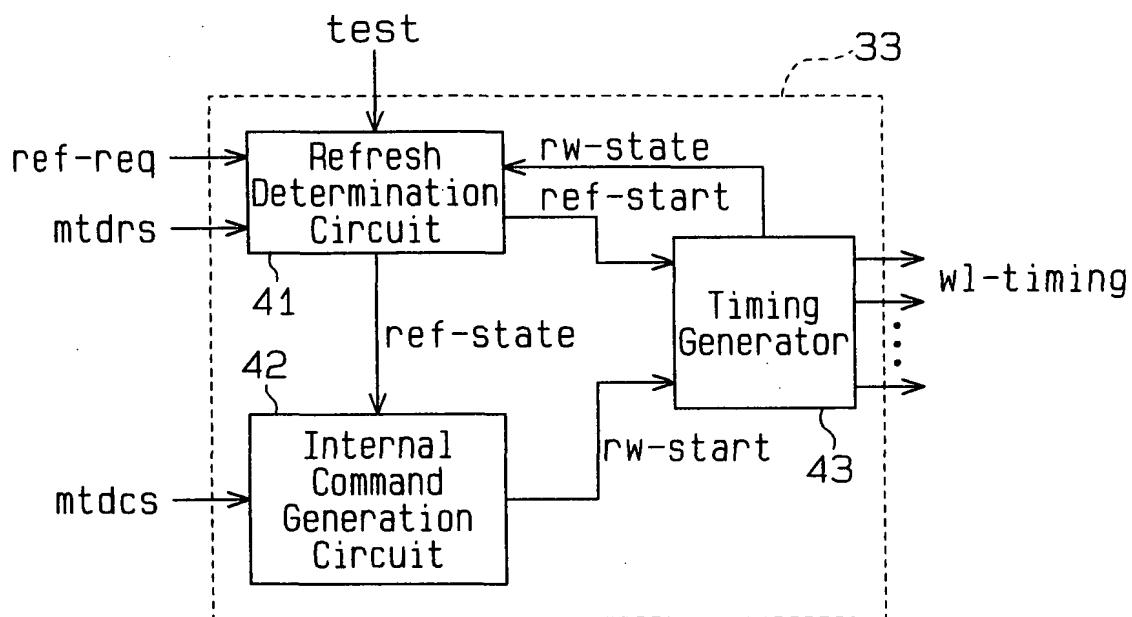 test
33
ref-req
mtdrs
Refresh
Determination
Circuit
rw-state
ref-start
41
ref-state
Timing
Generator
wl-timing
42
43
Internal
Command
Generation
Circuit
rw-start
mtdcs